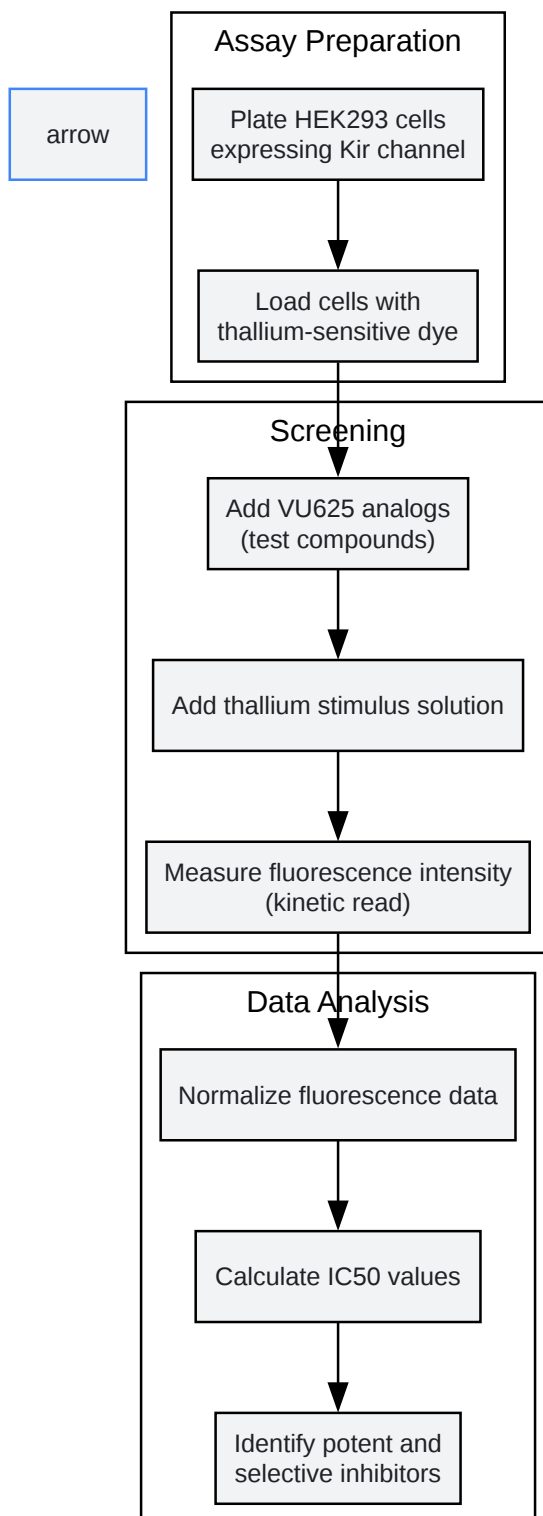 Assay Preparation
arrow
Plate HEK293 cells
expressing Kir channel
Load cells with
thallium-sensitive dye
Screening
Add VU625 analogs
(test compounds)
Add thallium stimulus solution
Measure fluorescence intensity
(kinetic read)
Data Analysis
Normalize fluorescence data
Calculate IC50 values
Identify potent and
selective inhibitors